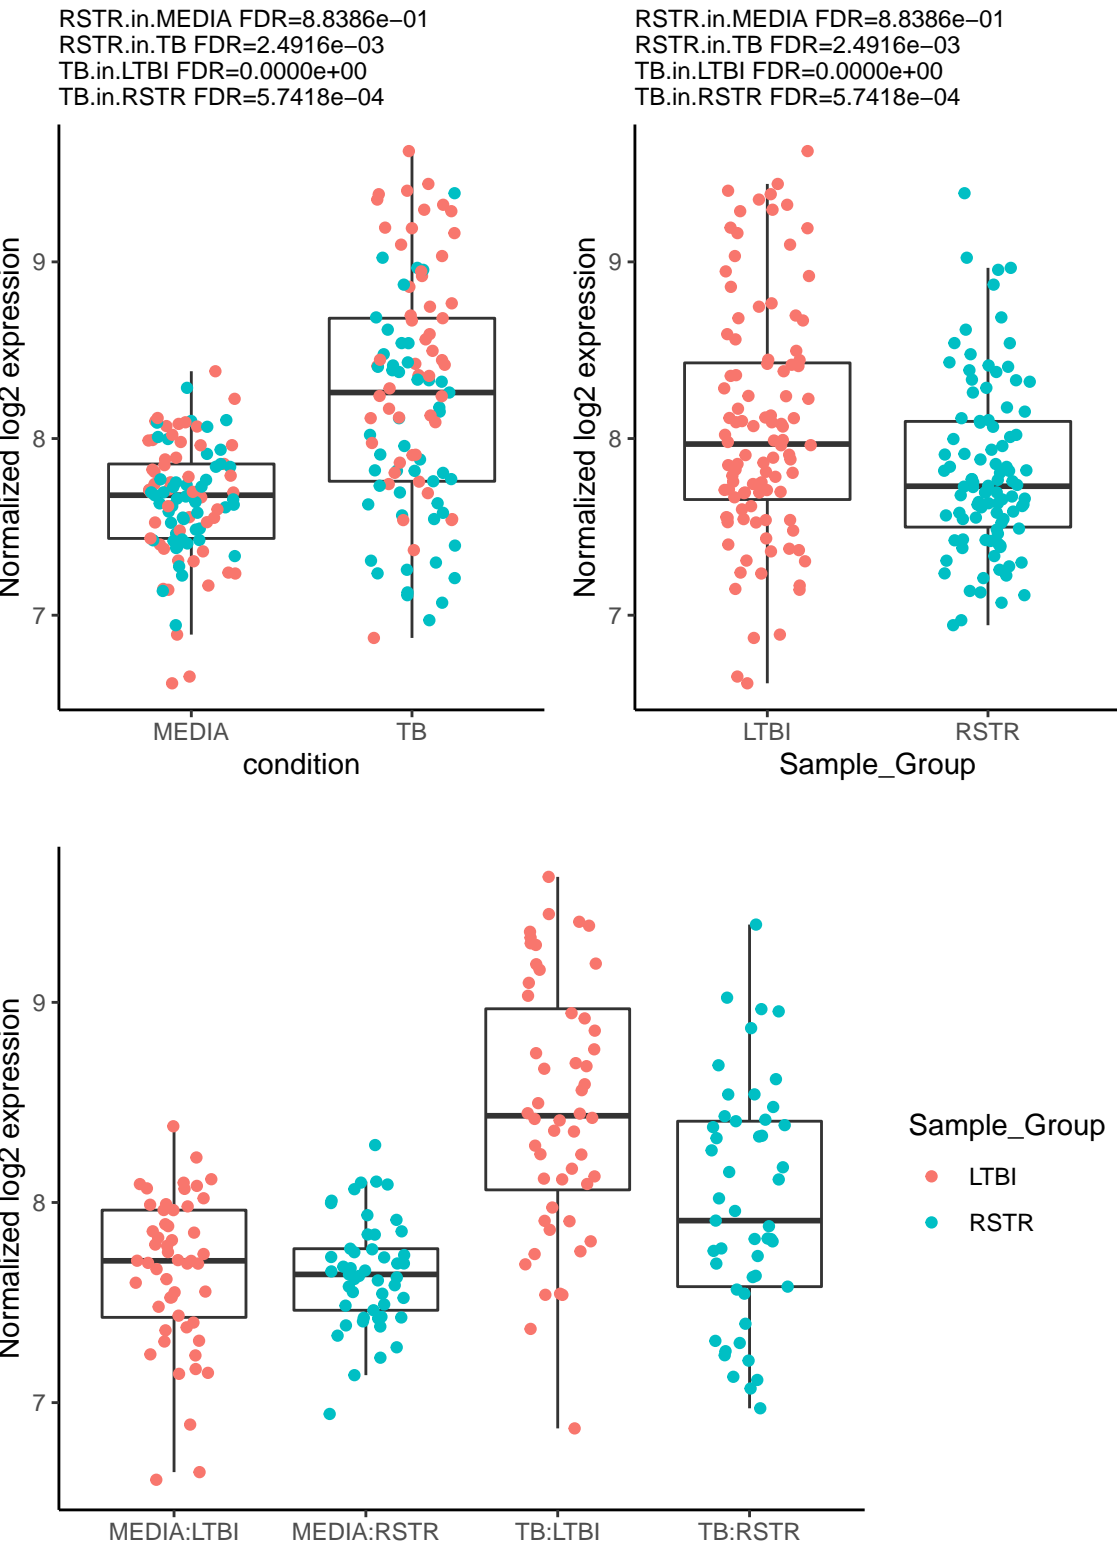 RSTR.in.MEDIA FDR=8.8386e−01
RSTR.in.TB FDR=2.4916e−03
TB.in.LTBI FDR=0.0000e+00
TB.in.RSTR FDR=5.7418e−04
Normalized log2 expression
9
8
7
MEDIA TB
condition
RSTR.in.MEDIA FDR=8.8386e−01
RSTR.in.TB FDR=2.4916e−03
TB.in.LTBI FDR=0.0000e+00
TB.in.RSTR FDR=5.7418e−04
Normalized log2 expression
9
8
7
LTBI RSTR
Sample_Group
Normalized log2 expression
9
8
7
MEDIA:LTBI MEDIA:RSTR TB:LTBI TB:RSTR
Sample_Group
LTBI
RSTR